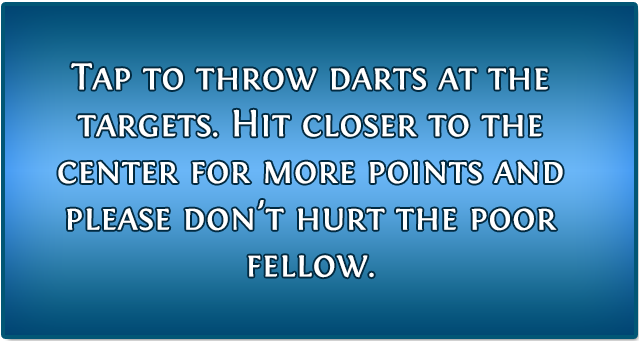 Tap to throw darts at the
targets. Hit closer to the
center for more points and
please don't hurt the poor
fellow.